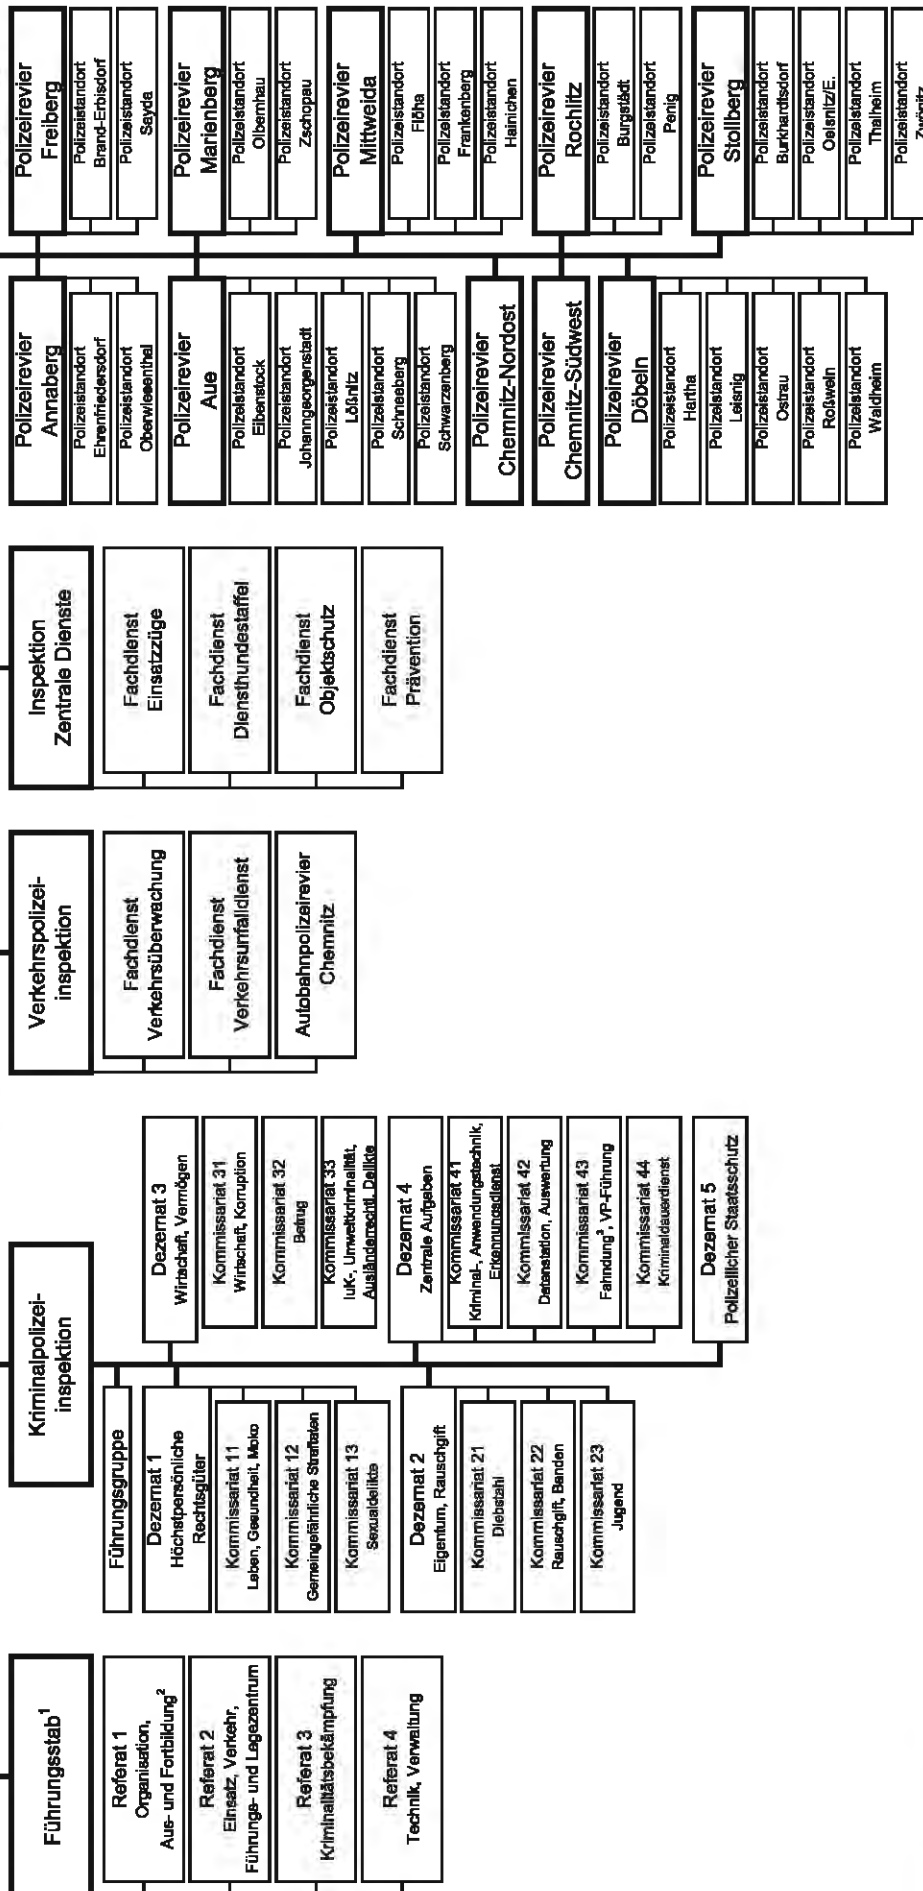 Führungsstab¹
Referat 1
Organisation,
Aus- und Fortbildung²
Referat 2
Einsatz, Verkehr,
Führungs- und Lagezentrum
Referat 3
Kriminalitätsbekämpfung
Referat 4
Technik, Verwaltung
Kriminalpolizei-
inspektion
Führungsgruppe
Dezernat 1
Höchstpersönliche
Rechtsgüter
Kommissariat 11
Leben, Gesundheit, Moko
Kommissariat 12
Gemeingefährliche Straftaten
Kommissariat 13
Sexualdelikte
Dezernat 2
Eigentum, Rauschgift
Kommissariat 21
Diebstahl
Kommissariat 22
Rauschgift, Banden
Kommissariat 23
Jugend
Dezernat 3
Wirtschaft, Vermögen
Kommissariat 31
Wirtschaft, Korruption
Kommissariat 32
Betrug
Kommissariat 33
IuK-, Umweltkriminalität,
Ausländerrechtl. Delikte
Dezernat 4
Zentrale Aufgaben
Kommissariat 41
Kriminal-, Anwendungstechnik,
Erkennungsdienst
Kommissariat 42
Datenstation, Auswertung
Kommissariat 43
Fahndung³, VP-Führung
Kommissariat 44
Kriminaldauerdienst
Dezernat 5
Polizeilicher Staatsschutz
Verkehrspolizei-
inspektion
Fachdienst
Verkehrsüberwachung
Fachdienst
Verkehrsunfalldienst
Autobahnpolizeirevier
Chemnitz
Inspektion
Zentrale Dienste
Fachdienst
Einsatzzüge
Fachdienst
Diensthundestaffel
Fachdienst
Objektschutz
Fachdienst
Prävention
Polizeirevier
Annaberg
Polizeistandort
Ehrenfriedersdorf
Polizeistandort
Oberwiesenthal
Polizeirevier
Aue
Polizeistandort
Eibenstock
Polizeistandort
Johanngeorgenstadt
Polizeistandort
Lößnitz
Polizeistandort
Schneeberg
Polizeistandort
Schwarzenberg
Polizeirevier
Chemnitz-Nordost
Polizeirevier
Chemnitz-Südwest
Polizeirevier
Döbeln
Polizeistandort
Hartha
Polizeistandort
Leisnig
Polizeistandort
Ostrau
Polizeistandort
Roßwein
Polizeistandort
Waldheim
Polizeirevier
Freiberg
Polizeistandort
Brand-Erbisdorf
Polizeistandort
Sayda
Polizeirevier
Marienberg
Polizeistandort
Olbernhau
Polizeistandort
Zschopau
Polizeirevier
Mittweida
Polizeistandort
Flöha
Polizeistandort
Frankenberg
Polizeistandort
Hainichen
Polizeirevier
Rochlitz
Polizeistandort
Burgstädt
Polizeistandort
Penig
Polizeirevier
Stollberg
Polizeistandort
Burkhardtsdorf
Polizeistandort
Oelsnitz/E.
Polizeistandort
Thalheim
Polizeistandort
Zwönitz